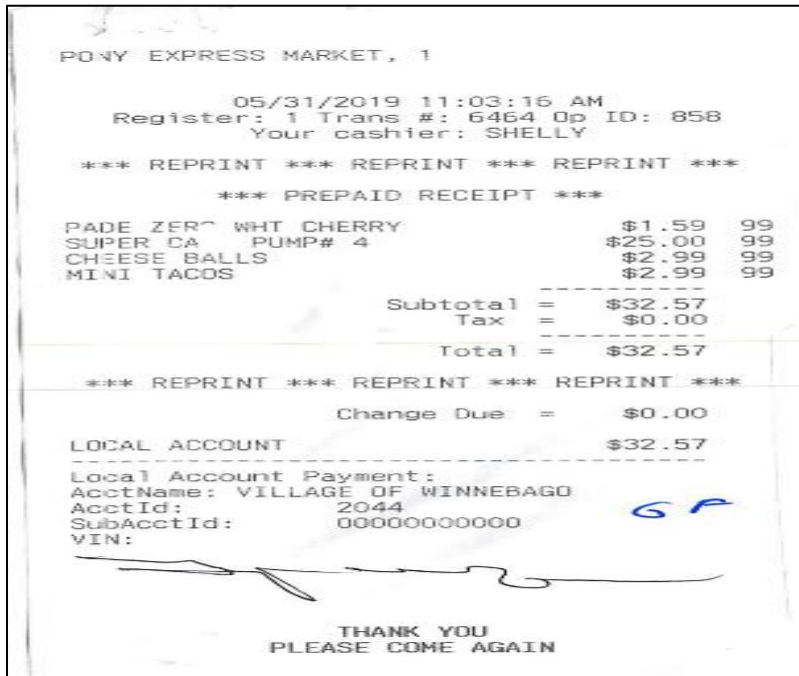 PONY EXPRESS MARKET, 1
05/31/2019 11:03:16 AM
Register: 1 Trans #: 6464 Op ID: 858
Your cashier: SHELLY
*** REPRINT *** REPRINT *** REPRINT ***
*** PREPAID RECEIPT ***
PADE ZERO WHT CHERRY $1.59 99
SUPER CA PUMP# 4 $25.00 99
CHEESE BALLS $2.99 99
MINI TACOS $2.99 99
Subtotal = $32.57
Tax = $0.00
Total = $32.57
*** REPRINT *** REPRINT *** REPRINT ***
Change Due = $0.00
LOCAL ACCOUNT $32.57
Local Account Payment:
AcctName: VILLAGE OF WINNEBAGO
AcctId: 2044
SubAcctId: 00000000000
VIN:
THANK YOU
PLEASE COME AGAIN